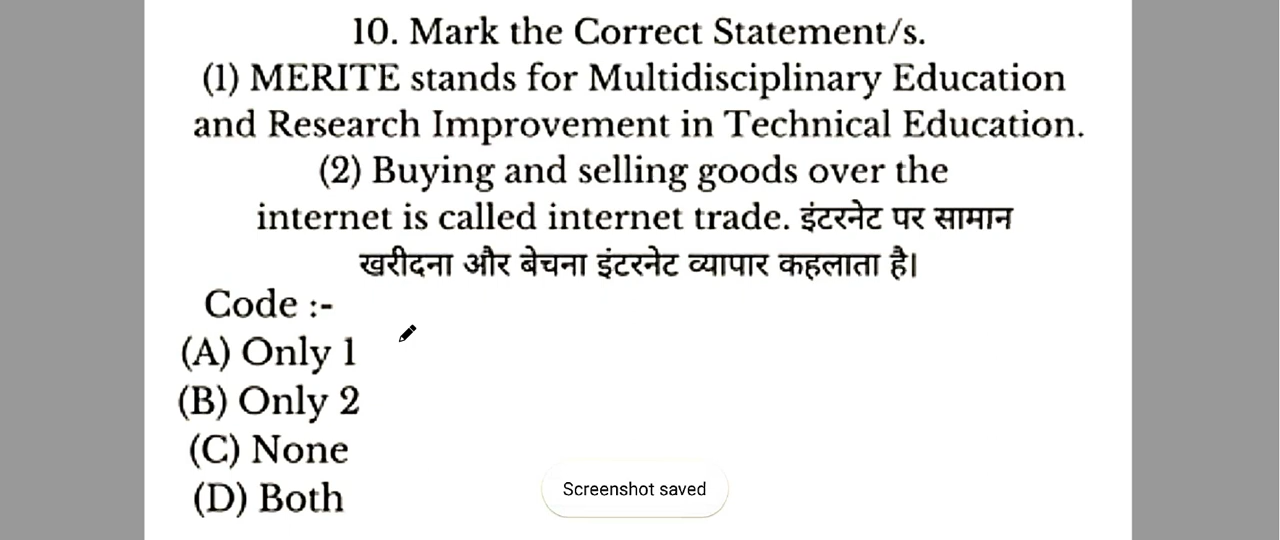 10. Mark the Correct Statement/s.
(1) MERITE stands for Multidisciplinary Education
and Research Improvement in Technical Education.
(2) Buying and selling goods over the
internet is called internet trade. इंटरनेट पर सामान
खरीदना और बेचना इंटरनेट व्यापार कहलाता है।
Code :-
(A) Only 1
(B) Only 2
(C) None
(D) Both
Screenshot saved